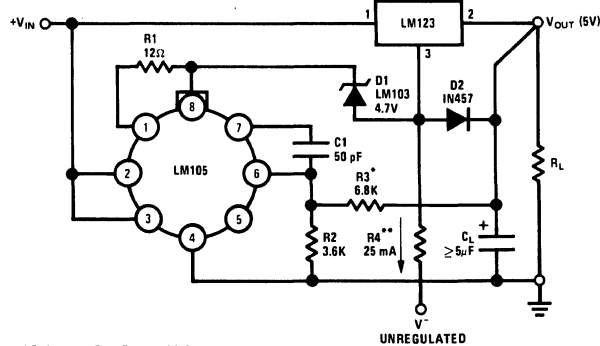 +VIN
1
LM123
2
VOUT (5V)
3
R1
12Ω
D1
LM103
4.7V
D2
IN457
8
1
7
C1
50 pF
2
LM105
6
R3*
6.8K
RL
3
5
4
R2
3.6K
R4**
25 mA
+
CL
≥5μF
V-
UNREGULATED